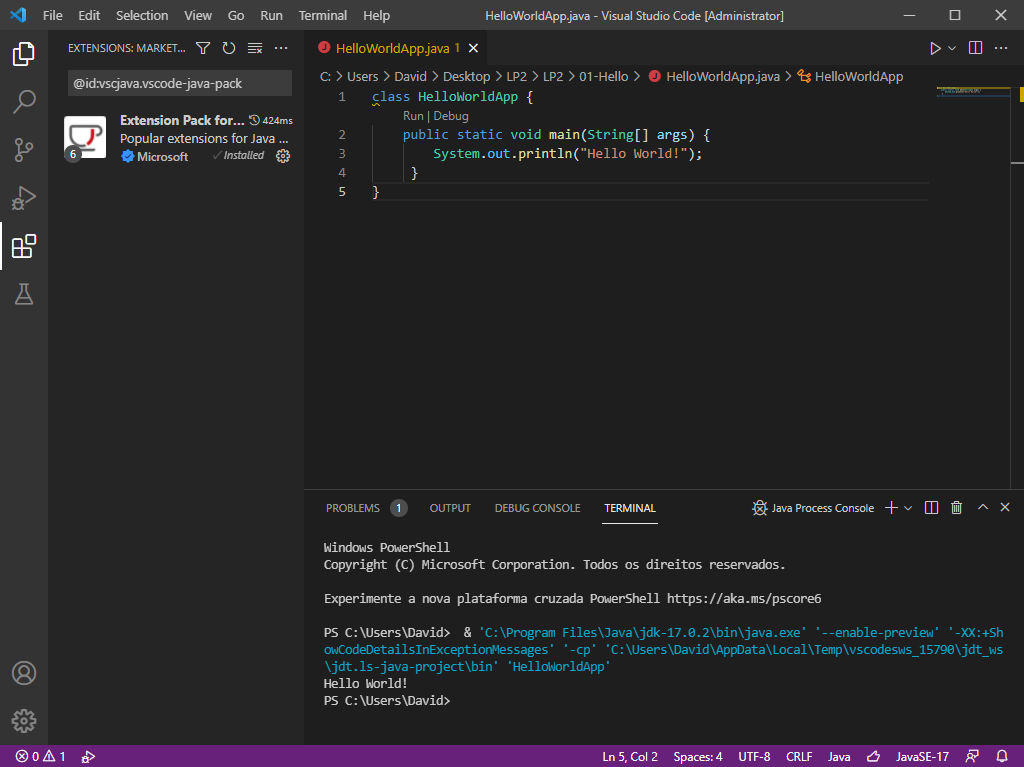 File Edit Selection View Go Run Terminal Help HelloWorldApp.java - Visual Studio Code [Administrator]
EXTENSIONS: MARKET...
@id:vscjava.vscode-java-pack
Extension Pack for... 424ms
Popular extensions for Java ...
6
Microsoft Installed
HelloWorldApp.java 1
C: > Users > David > Desktop > LP2 > LP2 > 01-Hello > HelloWorldApp.java > HelloWorldApp
1 class HelloWorldApp {
Run | Debug
2 public static void main(String[] args) {
3 System.out.println("Hello World!");
4 }
5 }
PROBLEMS 1 OUTPUT DEBUG CONSOLE TERMINAL Java Process Console
Windows PowerShell
Copyright (C) Microsoft Corporation. Todos os direitos reservados.
Experimente a nova plataforma cruzada PowerShell https://aka.ms/pscore6
PS C:\Users\David>  & 'C:\Program Files\Java\jdk-17.0.2\bin\java.exe' '--enable-preview' '-XX:+Sh
owCodeDetailsInExceptionMessages' '-cp' 'C:\Users\David\AppData\Local\Temp\vscodesws_15790\jdt_ws
\jdt.ls-java-project\bin' 'HelloWorldApp'
Hello World!
PS C:\Users\David>
0 1 Ln 5, Col 2 Spaces: 4 UTF-8 CRLF Java JavaSE-17